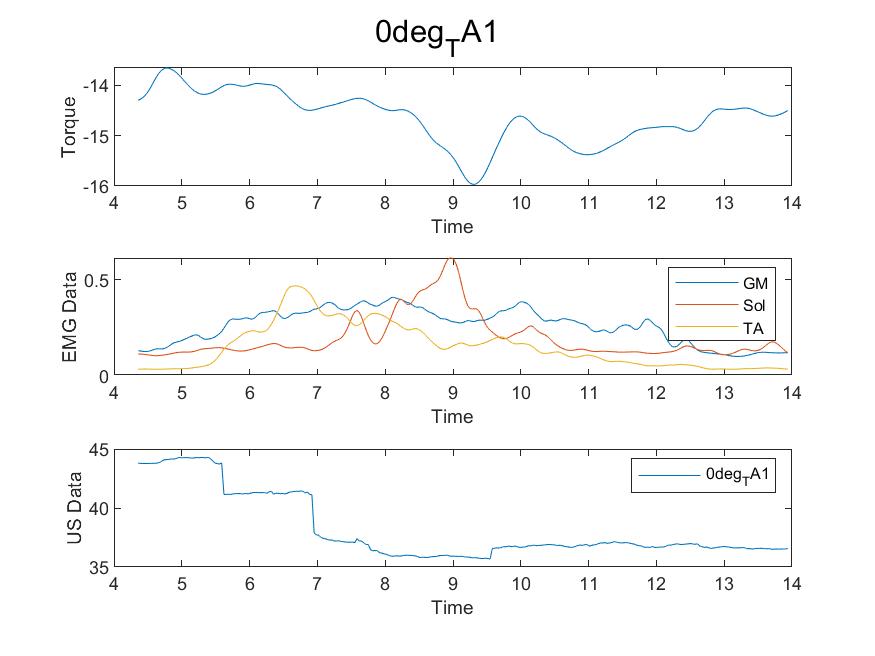 0deg_TA1
-14
-15
-16
Torque
4 5 6 7 8 9 10 11 12 13 14
Time
0.5
0
EMG Data
GM
Sol
TA
4 5 6 7 8 9 10 11 12 13 14
Time
45
40
35
US Data
0deg_TA1
4 5 6 7 8 9 10 11 12 13 14
Time